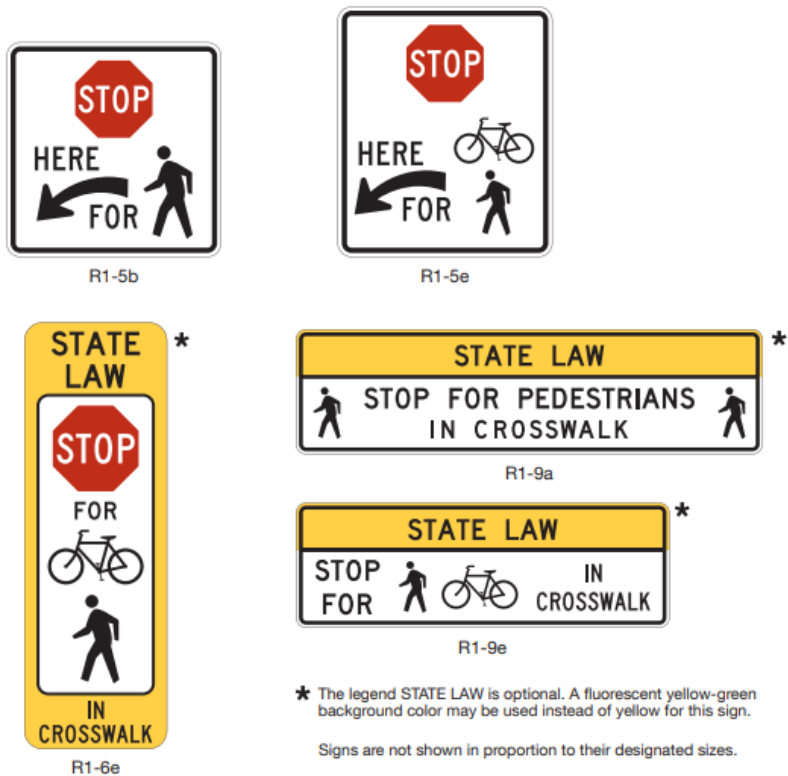 STOP
HERE
FOR
R1-5b
STOP
HERE
FOR
R1-5e
STATE
LAW
*
STOP
FOR
IN
CROSSWALK
R1-6e
STATE LAW
*
STOP FOR PEDESTRIANS
IN CROSSWALK
R1-9a
STATE LAW
*
STOP
FOR
IN
CROSSWALK
R1-9e
* The legend STATE LAW is optional. A fluorescent yellow-green
background color may be used instead of yellow for this sign.
Signs are not shown in proportion to their designated sizes.